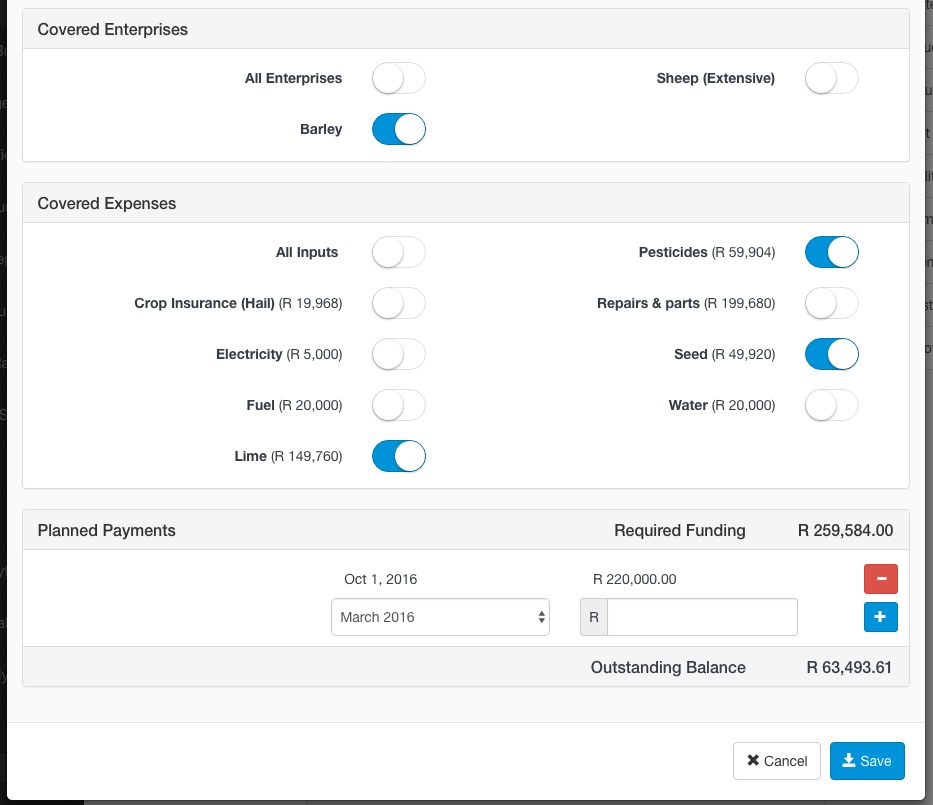 Covered Enterprises
All Enterprises
Sheep (Extensive)
Barley
Covered Expenses
All Inputs
Pesticides (R 59,904)
Crop Insurance (Hail) (R 19,968)
Repairs & parts (R 199,680)
Electricity (R 5,000)
Seed (R 49,920)
Fuel (R 20,000)
Water (R 20,000)
Lime (R 149,760)
Planned Payments Required Funding R 259,584.00
Oct 1, 2016 R 220,000.00
March 2016 R
Outstanding Balance R 63,493.61
Cancel Save